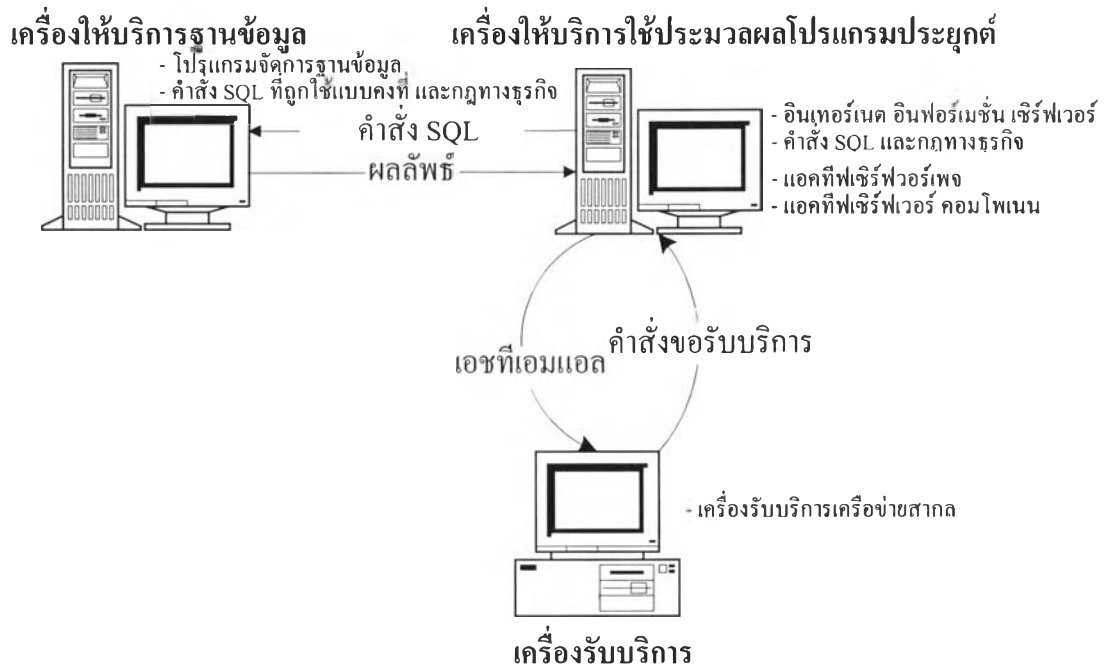 เครื่องให้บริการฐานข้อมูล
เครื่องให้บริการใช้ประมวลผลโปรแกรมประยุกต์
- โปรแกรมจัดการฐานข้อมูล
- คำสั่ง SQL ที่ถูกใช้แบบคงที่ และกฎทางธุรกิจ
คำสั่ง SQL
ผลลัพธ์
- อินเทอร์เนต อินฟอร์เมชั่น เซิร์ฟเวอร์
- คำสั่ง SQL และกฎทางธุรกิจ
- แอคทีฟเซิร์ฟวอร์เพจ
- แอคทีฟเซิร์ฟเวอร์ คอมโพเนน
คำสั่งขอรับบริการ
เอชทีเอมแอล
- เครื่องรับบริการเครือข่ายสากล
เครื่องรับบริการ